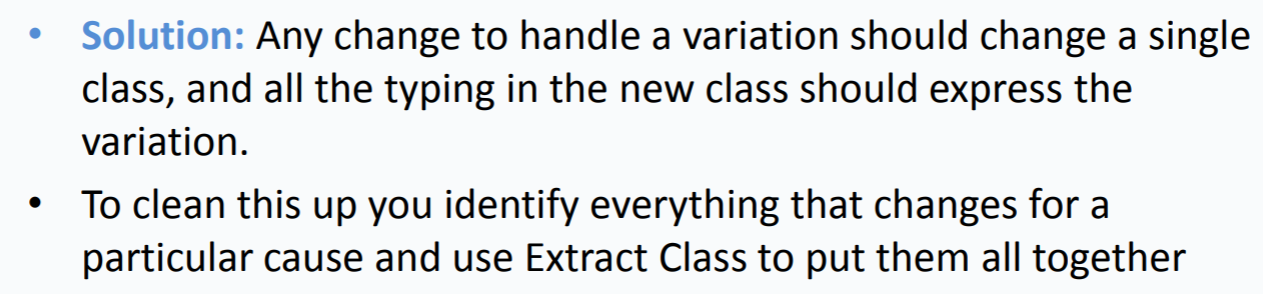 • Solution: Any change to handle a variation should change a single
class, and all the typing in the new class should express the
variation.
• To clean this up you identify everything that changes for a
particular cause and use Extract Class to put them all together